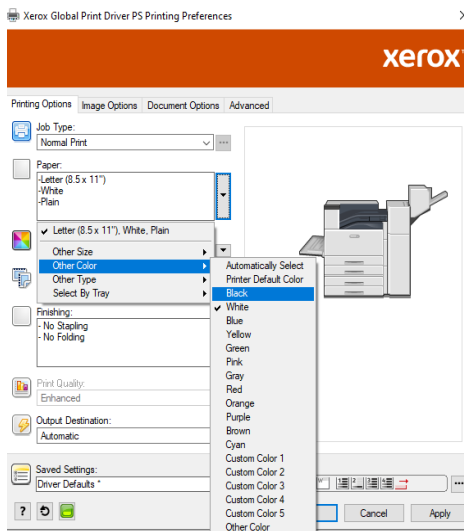 Xerox Global Print Driver PS Printing Preferences
xerox
Printing Options Image Options Document Options Advanced
Job Type:
Normal Print
Paper:
-Letter (8.5 x 11")
-White
-Plain
Letter (8.5 x 11"), White, Plain
Other Size
Other Color
Other Type
Select By Tray
Automatically Select
Printer Default Color
Black
White
Blue
Yellow
Green
Pink
Gray
Red
Orange
Purple
Brown
Cyan
Custom Color 1
Custom Color 2
Custom Color 3
Custom Color 4
Custom Color 5
Other Color
Finishing:
- No Stapling
- No Folding
Print Quality:
Enhanced
Output Destination:
Automatic
Saved Settings:
Driver Defaults *
Cancel Apply